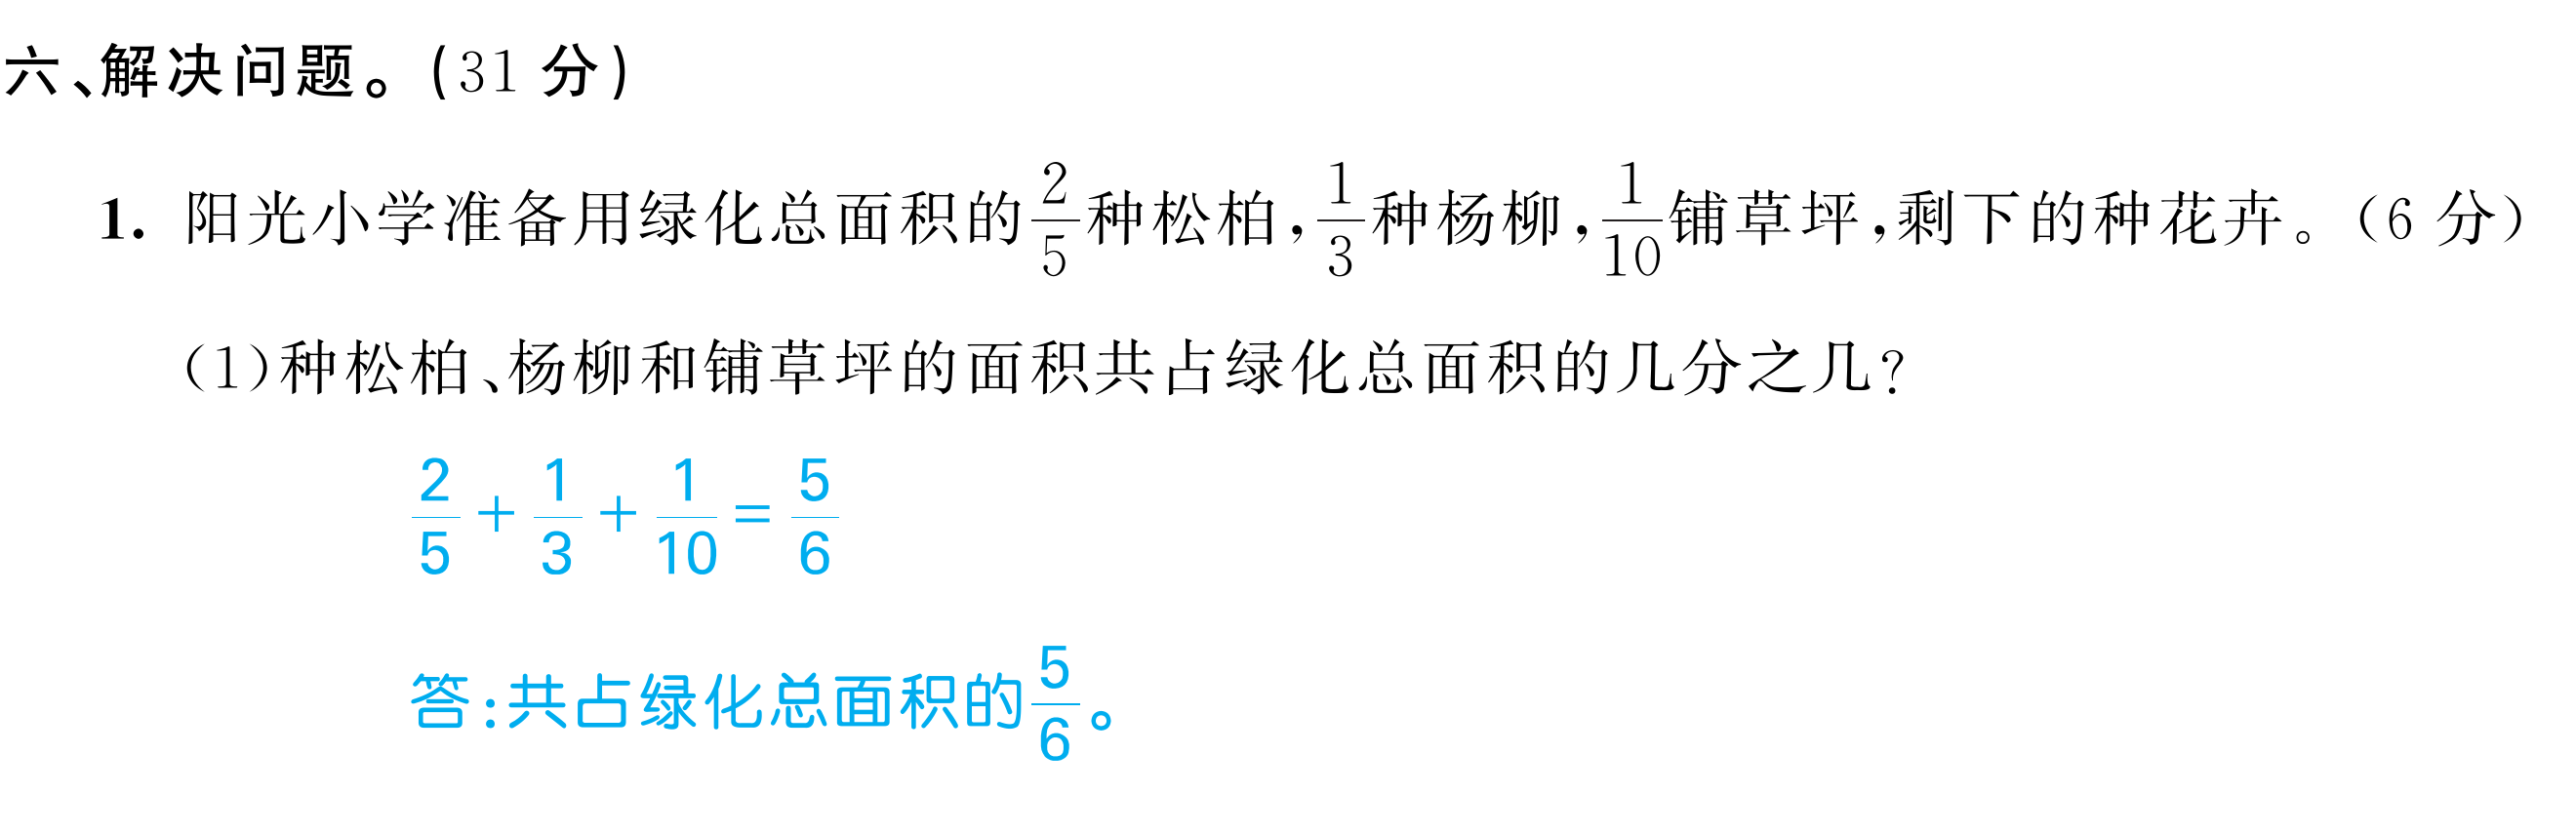 六、解决问题。(31 分)
1. 阳光小学准备用绿化总面积的2/5种松柏,1/3种杨柳,1/10铺草坪,剩下的种花卉。(6 分)
(1)种松柏、杨柳和铺草坪的面积共占绿化总面积的几分之几?
2/5 + 1/3 + 1/10 = 5/6
答:共占绿化总面积的5/6。